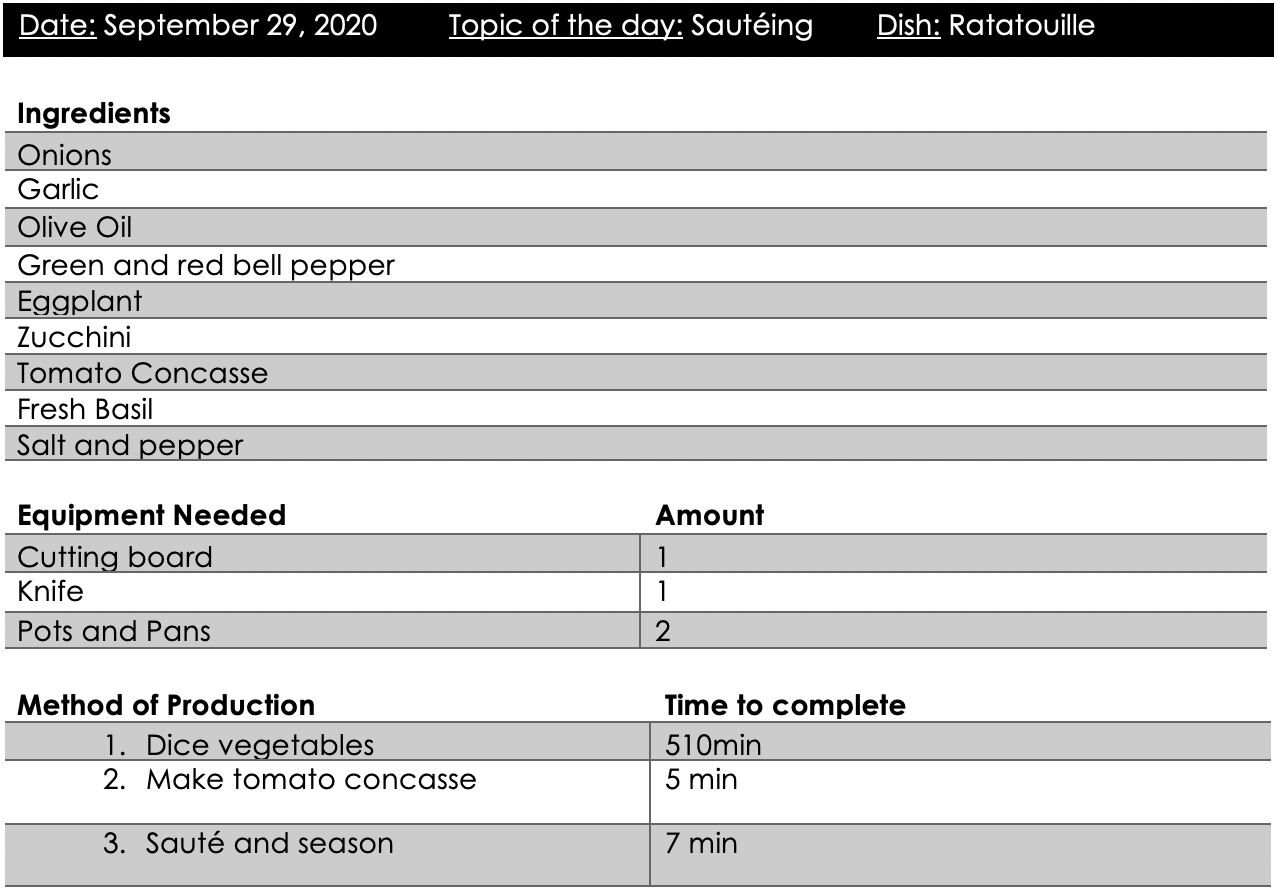 Date: September 29, 2020 Topic of the day: Sautéing Dish: Ratatouille
Ingredients
Onions
Garlic
Olive Oil
Green and red bell pepper
Eggplant
Zucchini
Tomato Concasse
Fresh Basil
Salt and pepper
Equipment Needed Amount
Cutting board 1
Knife 1
Pots and Pans 2
Method of Production Time to complete
1. Dice vegetables 510min
2. Make tomato concasse 5 min
3. Sauté and season 7 min